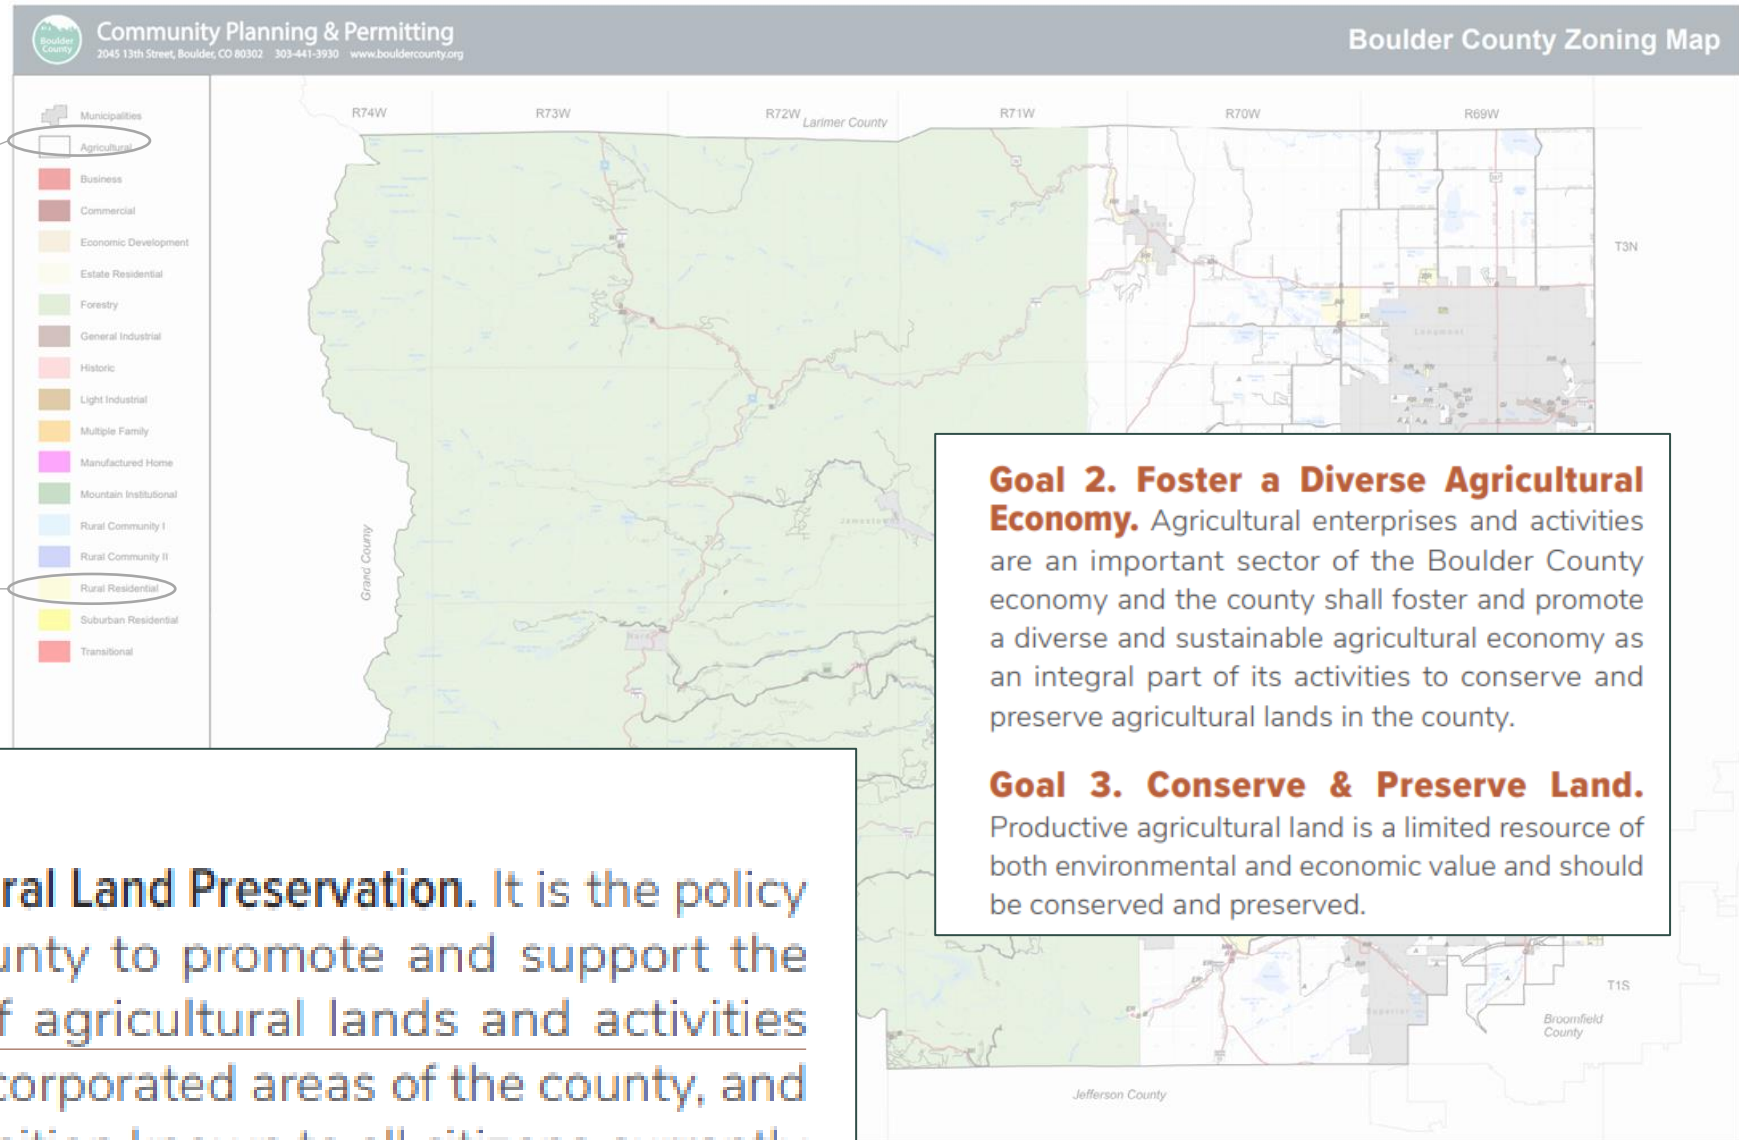 Boulder County
Community Planning & Permitting
2045 13th Street, Boulder, CO 80302 303-441-3930 www.bouldercounty.org
Boulder County Zoning Map
Municipalities
Agricultural
Business
Commercial
Economic Development
Estate Residential
Forestry
General Industrial
Historic
Light Industrial
Multiple Family
Manufactured Home
Mountain Institutional
Rural Community I
Rural Community II
Rural Residential
Suburban Residential
Transitional
R74W
R73W
R72W
Larimer County
R71W
R70W
R69W
T3N
Longmont
Jamestown
Grand County
Goal 2. Foster a Diverse Agricultural
Economy. Agricultural enterprises and activities
are an important sector of the Boulder County
economy and the county shall foster and promote
a diverse and sustainable agricultural economy as
an integral part of its activities to conserve and
preserve agricultural lands in the county.
Goal 3. Conserve & Preserve Land.
Productive agricultural land is a limited resource of
both environmental and economic value and should
be conserved and preserved.
ral Land Preservation. It is the policy
unty to promote and support the
f agricultural lands and activities
corporated areas of the county, and
T1S
Superior
Broomfield
County
Jefferson County